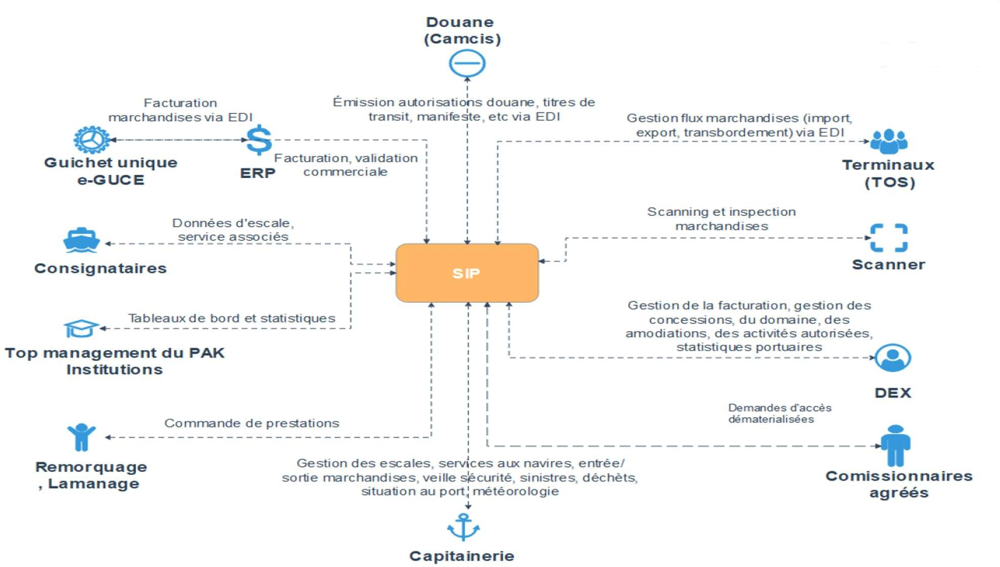 Douane
(Camcis)
Facturation
marchandises via EDI
Émission autorisations douane, titres de
transit, manifeste, etc via EDI
Gestion flux marchandises (import,
export, transbordement) via EDI
Guichet unique
e-GUCE
$
ERP
Facturation, validation
commerciale
Terminaux
(TOS)
Données d'escale,
service associés
Consignataires
Scanning et inspection
marchandises
Scanner
SIP
Tableaux de bord et statistiques
Top management du PAK
Institutions
Gestion de la facturation, gestion des
concessions, du domaine, des
amodiations, des activités autorisées,
statistiques portuaires
DEX
Commande de prestations
Remorquage
, Lamanage
Demandes d'accès
dématerialisées
Comissionnaires
agréés
Gestion des escales, services aux navires, entrée/
sortie marchandises, veille sécurité, sinistres, déchèts,
situation au port, météorologie
Capitainerie